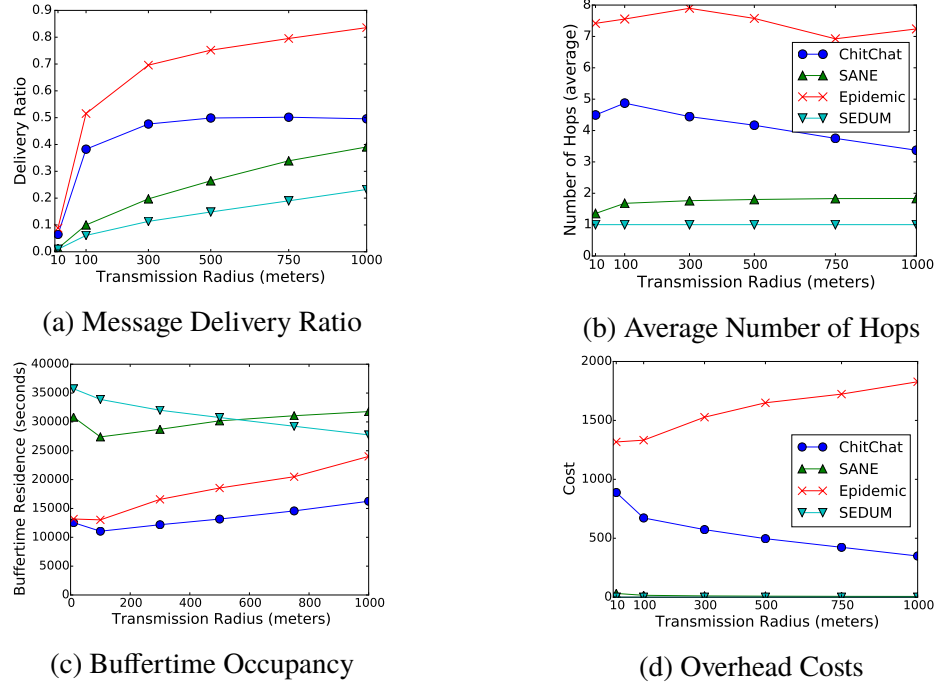 0.9
0.8
0.7
0.6
0.5
0.4
0.3
0.2
0.1
0.0
Delivery Ratio
10 100 300 500 750 1000
Transmission Radius (meters)
(a) Message Delivery Ratio
8
7
6
5
4
3
2
1
0
Number of Hops (average)
ChitChat
SANE
Epidemic
SEDUM
10 100 300 500 750 1000
Transmission Radius (meters)
(b) Average Number of Hops
40000
35000
30000
25000
20000
15000
10000
5000
0
Buffertime Residence (seconds)
0 200 400 600 800 1000
Transmission Radius (meters)
(c) Buffertime Occupancy
2000
1500
1000
500
0
Cost
ChitChat
SANE
Epidemic
SEDUM
10 100 300 500 750 1000
Transmission Radius (meters)
(d) Overhead Costs